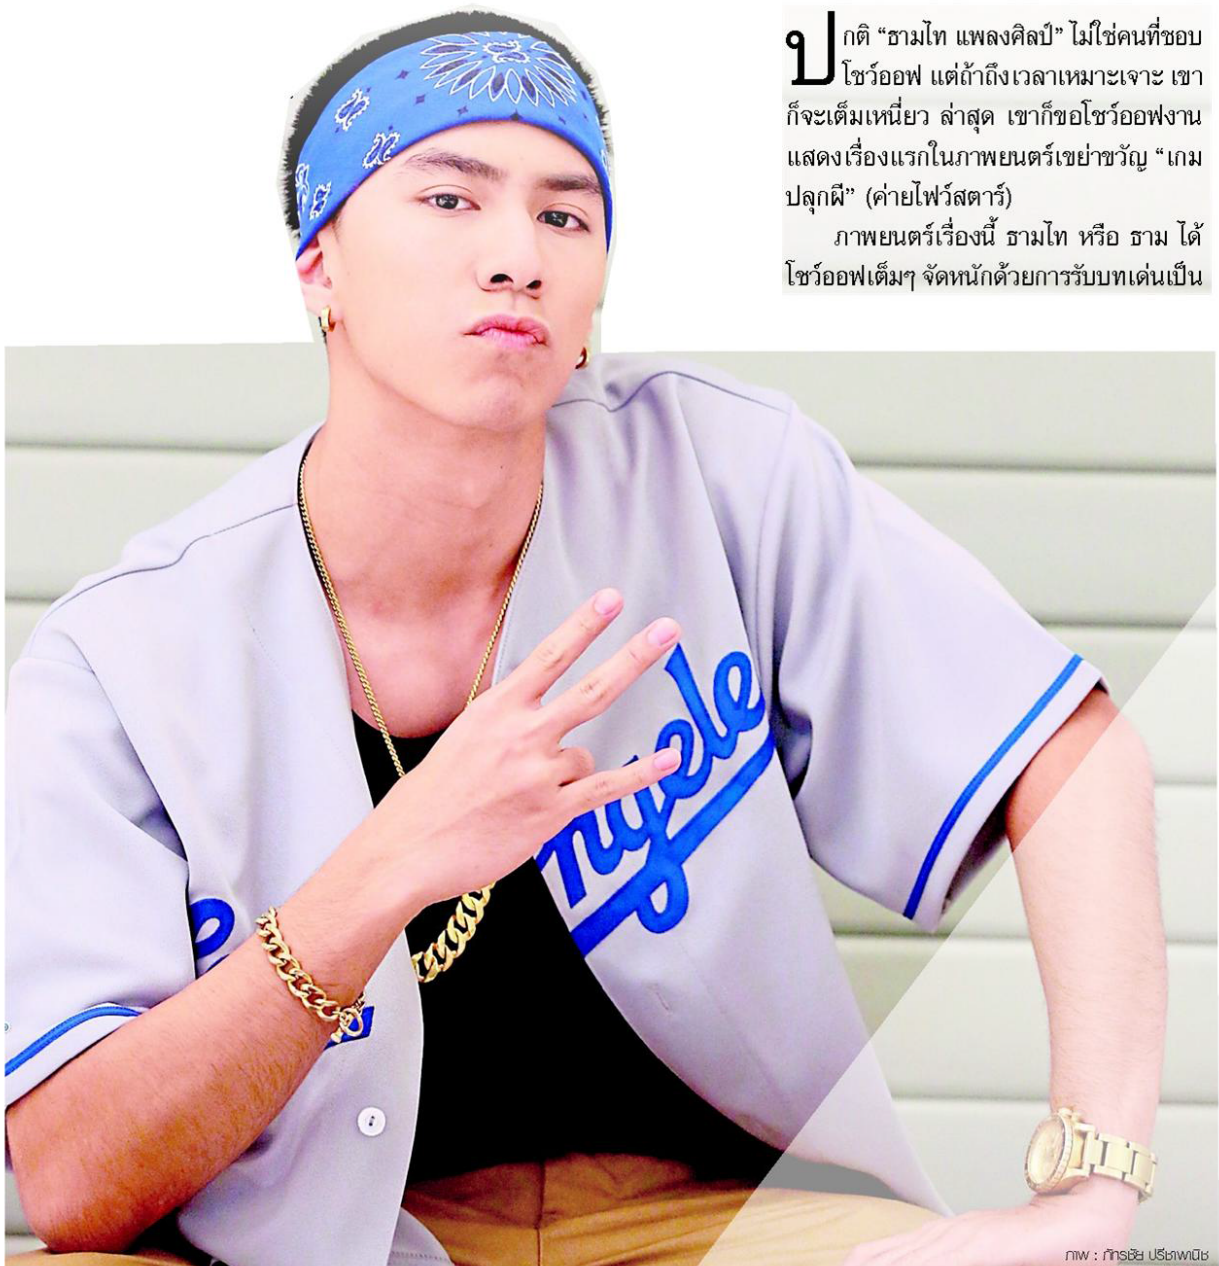 ปกติ “ธามไท แพลงศิลป์” ไม่ใช่คนที่ชอบ
โชว์ออฟ แต่ถ้าถึงเวลาเหมาะเจาะ เขา
ก็จะเต็มเหนี่ยว ล่าสุด เขาก็ขอโชว์ออฟงาน
แสดงเรื่องแรกในภาพยนตร์เขย่าขวัญ “เกม
ปลุกผี” (ค่ายไฟว์สตาร์)
ภาพยนตร์เรื่องนี้ ธามไท หรือ ธาม ได้
โชว์ออฟเต็มๆ จัดหนักด้วยการรับบทเด่นเป็น
ngele
ภาพ : ภัทรชัย ปรีชาพานิช